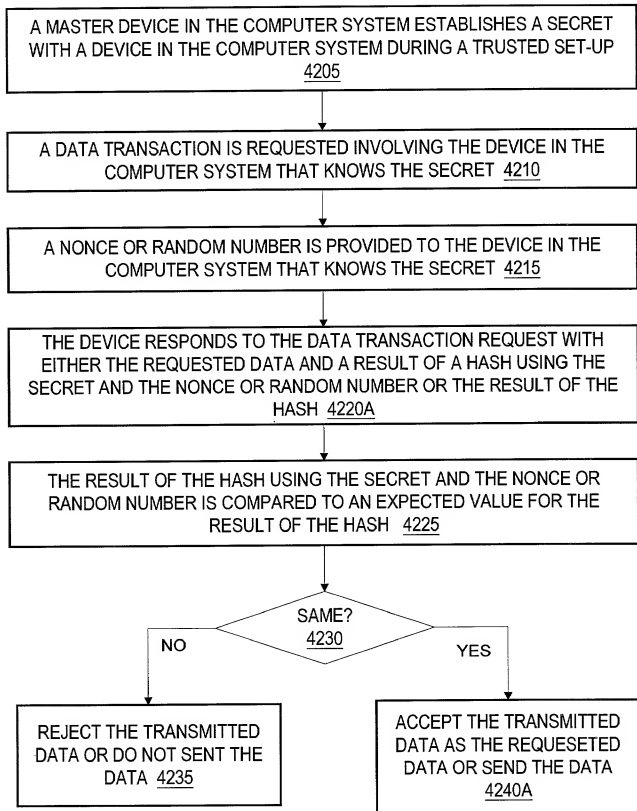 A MASTER DEVICE IN THE COMPUTER SYSTEM ESTABLISHES A SECRET
WITH A DEVICE IN THE COMPUTER SYSTEM DURING A TRUSTED SET-UP
4205
A DATA TRANSACTION IS REQUESTED INVOLVING THE DEVICE IN THE
COMPUTER SYSTEM THAT KNOWS THE SECRET 4210
A NONCE OR RANDOM NUMBER IS PROVIDED TO THE DEVICE IN THE
COMPUTER SYSTEM THAT KNOWS THE SECRET 4215
THE DEVICE RESPONDS TO THE DATA TRANSACTION REQUEST WITH
EITHER THE REQUESTED DATA AND A RESULT OF A HASH USING THE
SECRET AND THE NONCE OR RANDOM NUMBER OR THE RESULT OF THE
HASH 4220A
THE RESULT OF THE HASH USING THE SECRET AND THE NONCE OR
RANDOM NUMBER IS COMPARED TO AN EXPECTED VALUE FOR THE
RESULT OF THE HASH 4225
SAME?
4230
NO
YES
REJECT THE TRANSMITTED
DATA OR DO NOT SENT THE
DATA 4235
ACCEPT THE TRANSMITTED
DATA AS THE REQUESETED
DATA OR SEND THE DATA
4240A